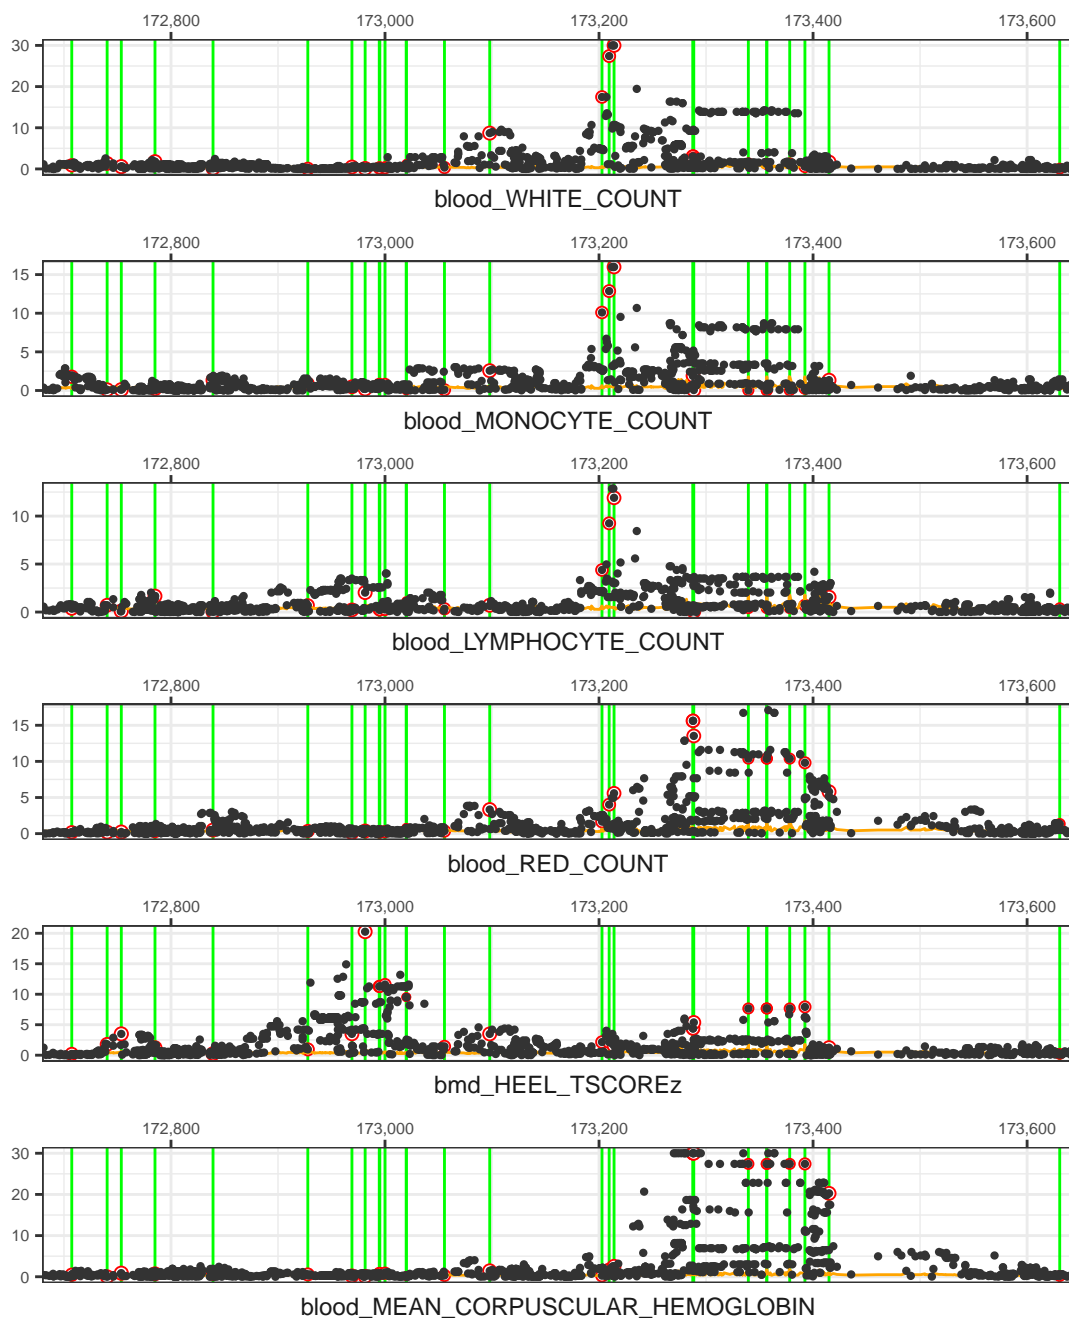 172,800 173,000 173,200 173,400 173,600
30
20
10
0
blood_WHITE_COUNT
172,800 173,000 173,200 173,400 173,600
15
10
5
0
blood_MONOCYTE_COUNT
172,800 173,000 173,200 173,400 173,600
10
5
0
blood_LYMPHOCYTE_COUNT
172,800 173,000 173,200 173,400 173,600
15
10
5
0
blood_RED_COUNT
172,800 173,000 173,200 173,400 173,600
20
15
10
5
0
bmd_HEEL_TSCOREz
172,800 173,000 173,200 173,400 173,600
30
20
10
0
blood_MEAN_CORPUSCULAR_HEMOGLOBIN